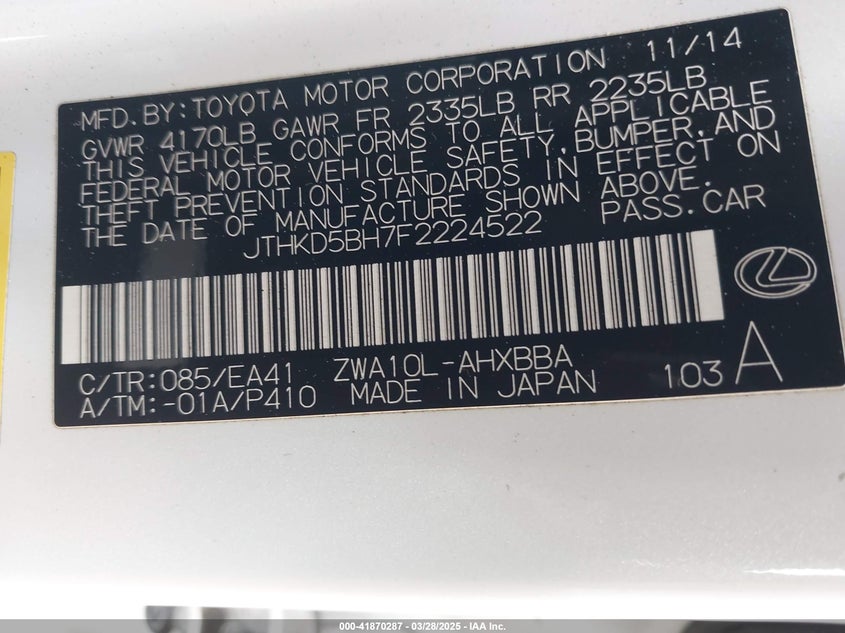 MFD.BY:TOYOTA MOTOR CORPORATION 11/14
GVWR 4170LB GAWR FR 2335LB RR 2235LB
THIS VEHICLE CONFORMS TO ALL APPLICABLE
FEDERAL MOTOR VEHICLE SAFETY,BUMPER,AND
THEFT PREVENTION STANDARDS IN EFFECT ON
THE DATE OF MANUFACTURE SHOWN ABOVE.
JTHKD5BH7F2224522 PASS.CAR
C/TR:085/EA41 ZWA10L-AHXBBA
A/TM:-01A/P410 MADE IN JAPAN 103 A
000-41870287 - 03/28/2025 - IAA Inc.